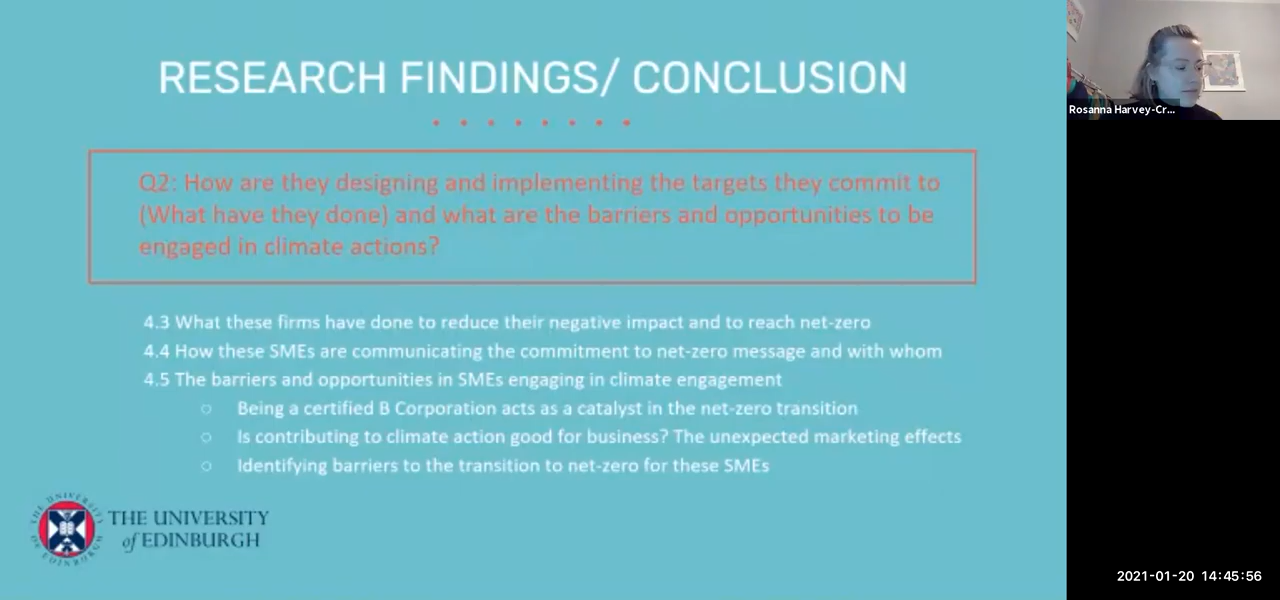 RESEARCH FINDINGS/ CONCLUSION
Q2: How are they designing and implementing the targets they commit to
(What have they done) and what are the barriers and opportunities to be
engaged in climate actions?
4.3 What these firms have done to reduce their negative impact and to reach net-zero
4.4 How these SMEs are communicating the commitment to net-zero message and with whom
4.5 The barriers and opportunities in SMEs engaging in climate engagement
○ Being a certified B Corporation acts as a catalyst in the net-zero transition
○ Is contributing to climate action good for business? The unexpected marketing effects
○ Identifying barriers to the transition to net-zero for these SMEs
THE UNIVERSITY
of EDINBURGH
THE UNIVERSITY OF EDINBURGH
Rosanna Harvey-Cr...
2021-01-20 14:45:56